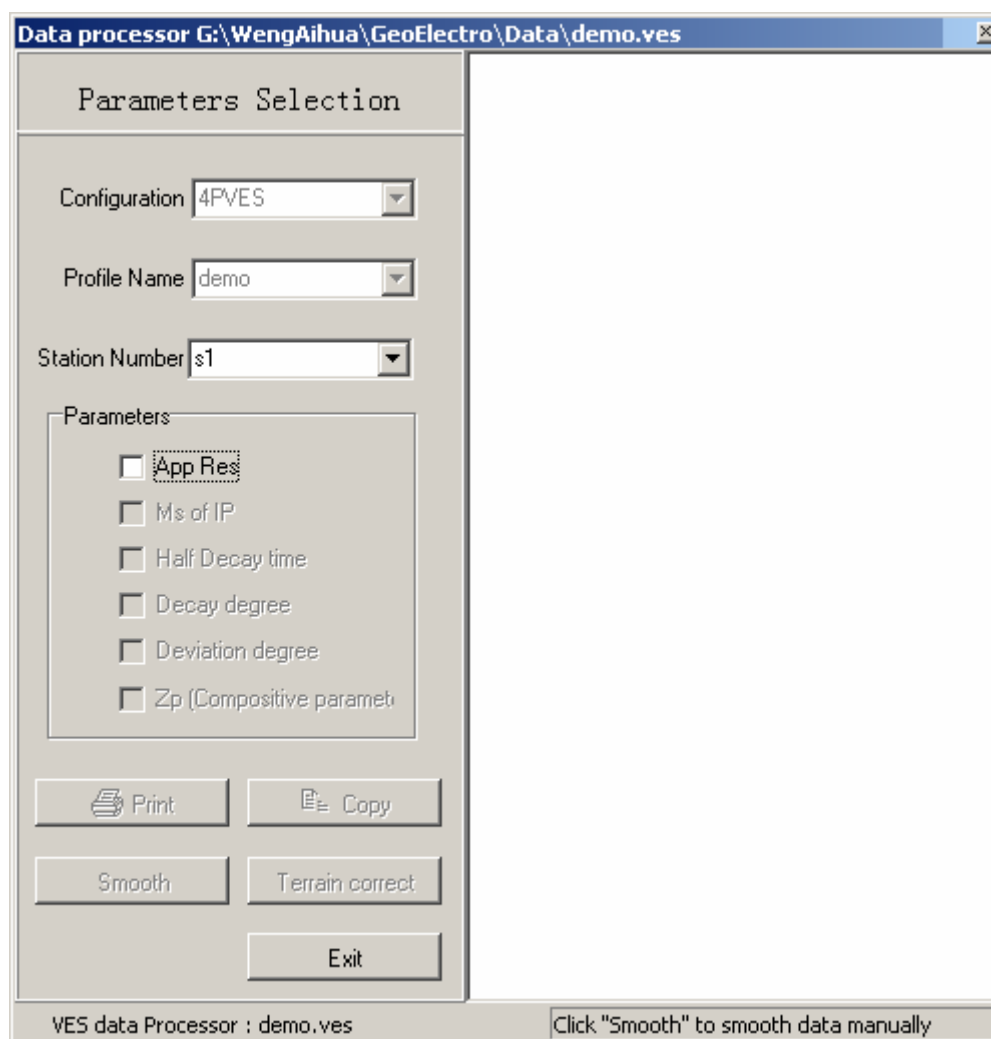 Data processor G:\WengAihua\GeoElectro\Data\demo.ves
Parameters Selection
Configuration 4PVES
Profile Name demo
Station Number s1
Parameters
App Res
Ms of IP
Half Decay time
Decay degree
Deviation degree
Zp (Compositive paramet
Print Copy
Smooth Terrain correct
Exit
VES data Processor : demo.ves Click "Smooth" to smooth data manually